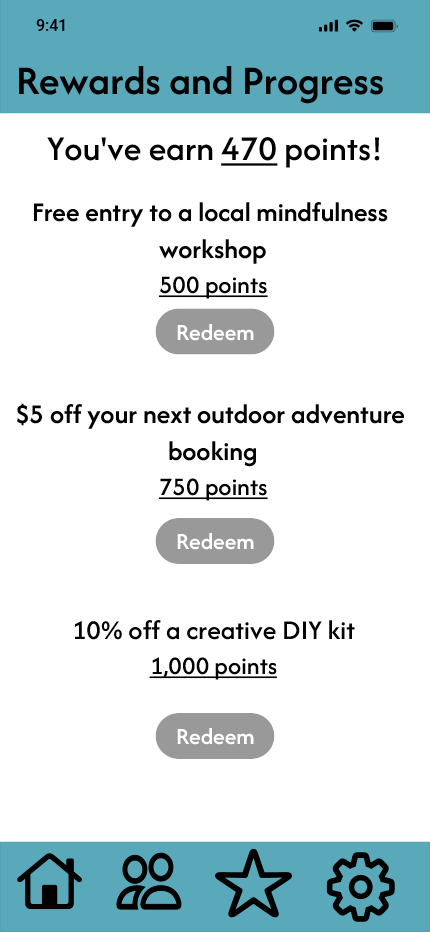 9:41
Rewards and Progress
You've earn 470 points!
Free entry to a local mindfulness
workshop
500 points
Redeem
$5 off your next outdoor adventure
booking
750 points
Redeem
10% off a creative DIY kit
1,000 points
Redeem